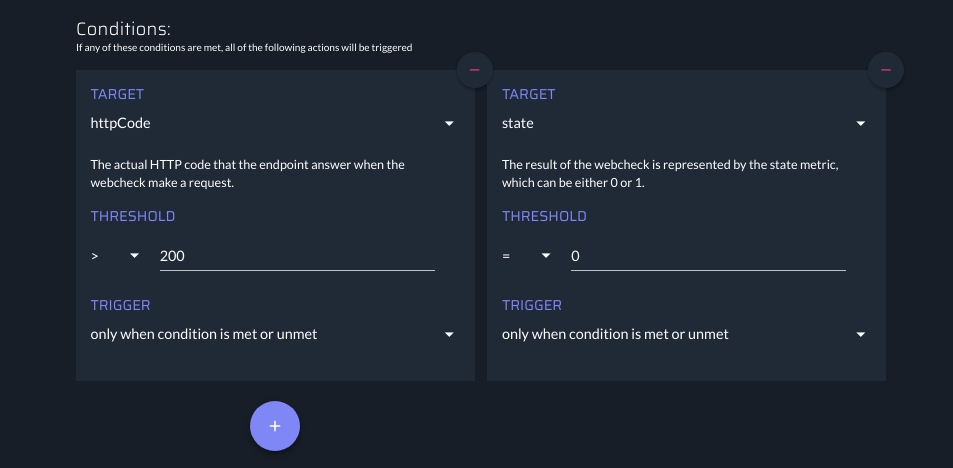 Conditions:
If any of these conditions are met, all of the following actions will be triggered
TARGET
httpCode
The actual HTTP code that the endpoint answer when the
webcheck make a request.
THRESHOLD
> 200
TRIGGER
only when condition is met or unmet
TARGET
state
The result of the webcheck is represented by the state metric,
which can be either 0 or 1.
THRESHOLD
= 0
TRIGGER
only when condition is met or unmet
+